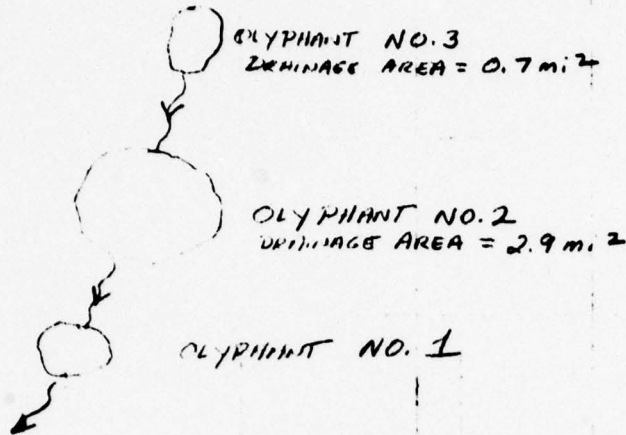 OLYPHANT NO. 3
DRAINAGE AREA = 0.7 mi²
OLYPHANT NO. 2
DRAINAGE AREA = 2.9 mi²
OLYPHANT NO. 1